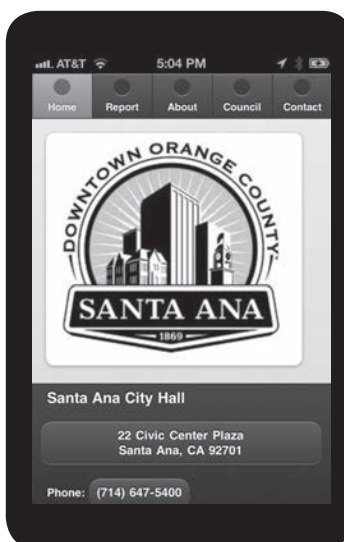 AT&T 5:04 PM
Home Report About Council Contact
DOWNTOWN ORANGE COUNTY
SANTA ANA
1869
Santa Ana City Hall
22 Civic Center Plaza
Santa Ana, CA 92701
Phone: (714) 647-5400